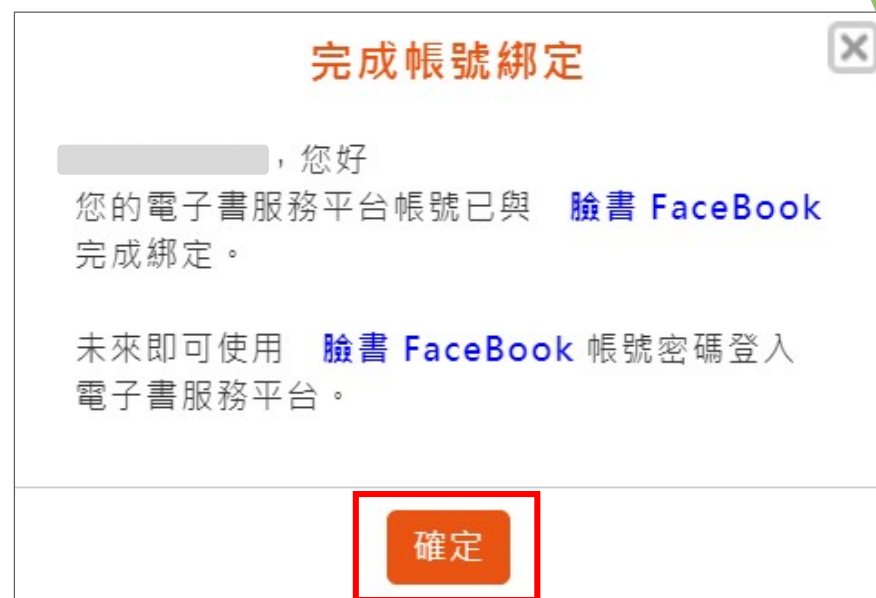 完成帳號綁定
，您好
您的電子書服務平台帳號已與 臉書 FaceBook
完成綁定。
未來即可使用 臉書 FaceBook 帳號密碼登入
電子書服務平台。
確定